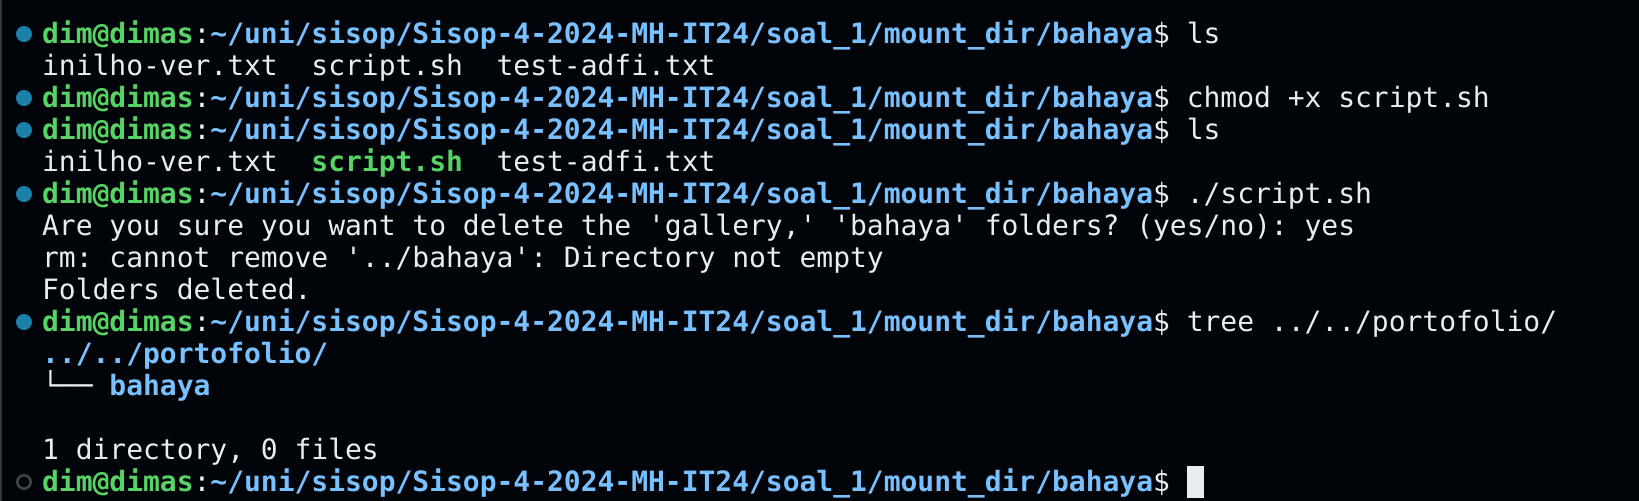 dim@dimas:~/uni/sisop/Sisop-4-2024-MH-IT24/soal_1/mount_dir/bahaya$ ls
inilho-ver.txt  script.sh  test-adfi.txt
dim@dimas:~/uni/sisop/Sisop-4-2024-MH-IT24/soal_1/mount_dir/bahaya$ chmod +x script.sh
dim@dimas:~/uni/sisop/Sisop-4-2024-MH-IT24/soal_1/mount_dir/bahaya$ ls
inilho-ver.txt  script.sh  test-adfi.txt
dim@dimas:~/uni/sisop/Sisop-4-2024-MH-IT24/soal_1/mount_dir/bahaya$ ./script.sh
Are you sure you want to delete the 'gallery,' 'bahaya' folders? (yes/no): yes
rm: cannot remove '../bahaya': Directory not empty
Folders deleted.
dim@dimas:~/uni/sisop/Sisop-4-2024-MH-IT24/soal_1/mount_dir/bahaya$ tree ../../portofolio/
../../portofolio/
└── bahaya
1 directory, 0 files
dim@dimas:~/uni/sisop/Sisop-4-2024-MH-IT24/soal_1/mount_dir/bahaya$